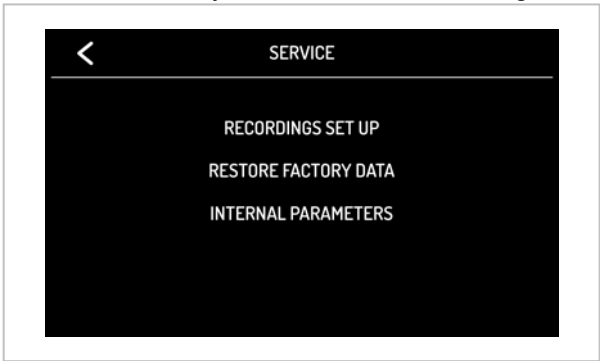 SERVICE
RECORDINGS SET UP
RESTORE FACTORY DATA
INTERNAL PARAMETERS